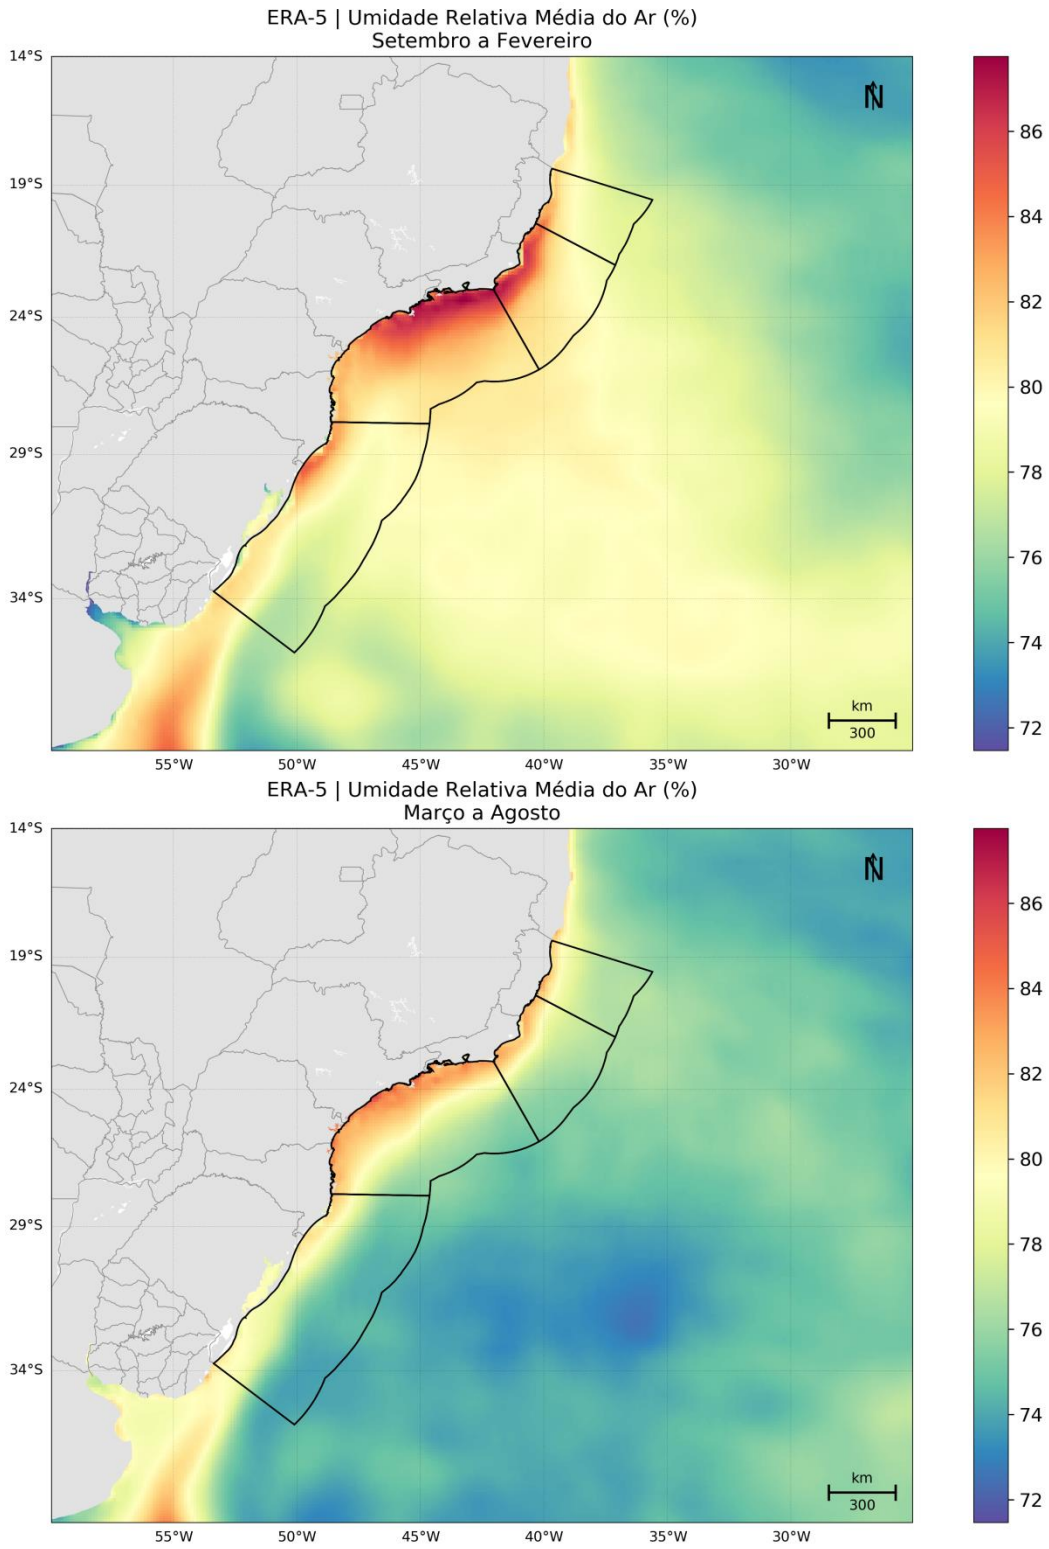 ERA-5 | Umidade Relativa Média do Ar (%)
Setembro a Fevereiro
14°S
19°S
24°S
29°S
34°S
N
km
300
55°W
50°W
45°W
40°W
35°W
30°W
86
84
82
80
78
76
74
72
ERA-5 | Umidade Relativa Média do Ar (%)
Março a Agosto
14°S
19°S
24°S
29°S
34°S
N
km
300
55°W
50°W
45°W
40°W
35°W
30°W
86
84
82
80
78
76
74
72